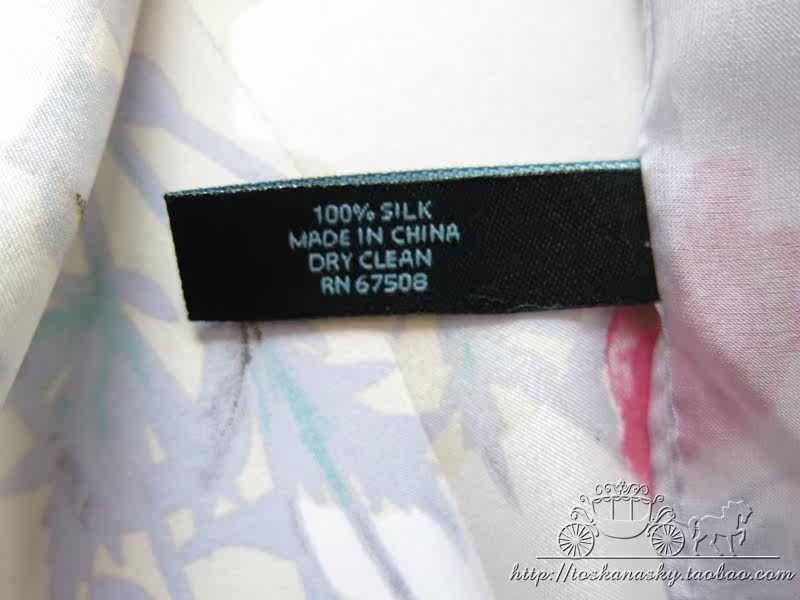 100% SILK
MADE IN CHINA
DRY CLEAN
RN 67508
http://toskanasky.taobao.com